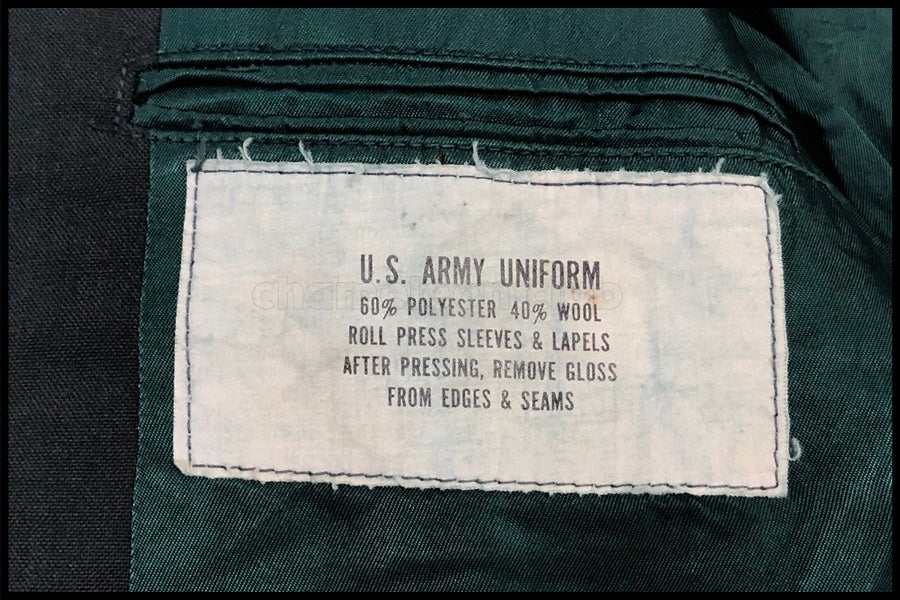 U.S. ARMY UNIFORM
60% POLYESTER 40% WOOL
ROLL PRESS SLEEVES & LAPELS
AFTER PRESSING, REMOVE GLOSS
FROM EDGES & SEAMS